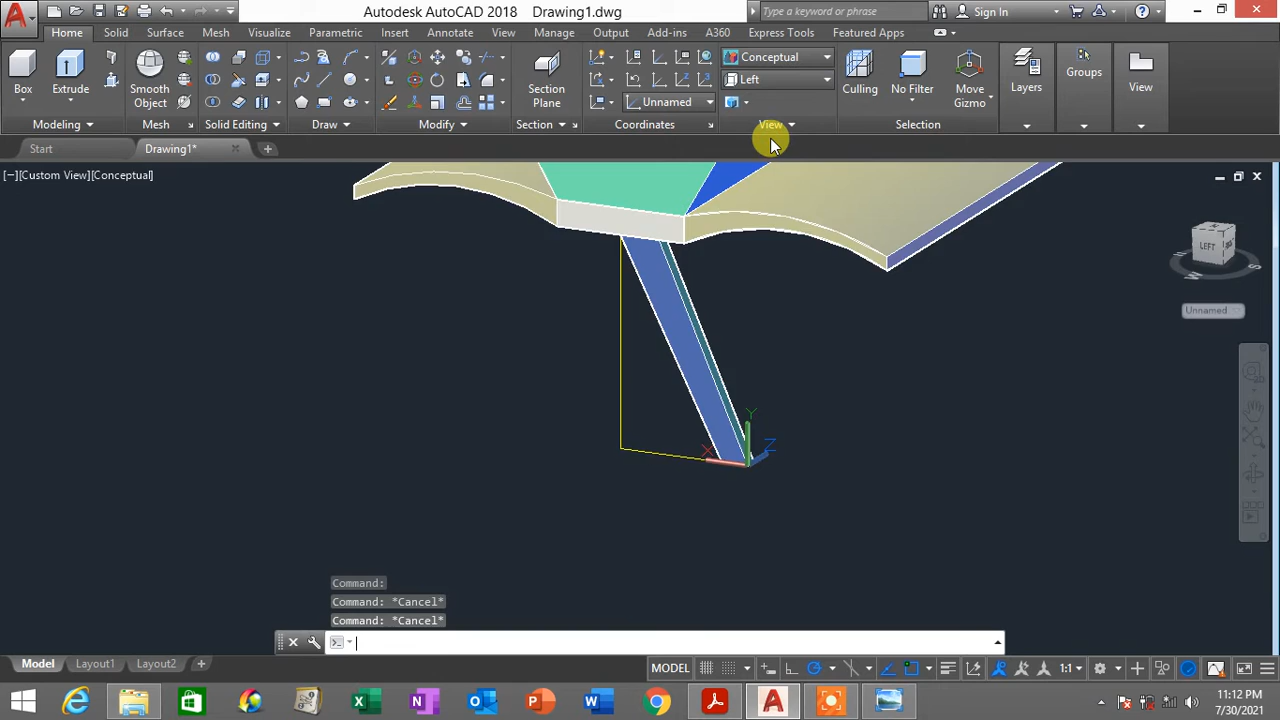 Autodesk AutoCAD 2018 Drawing1.dwg
Type a keyword or phrase
Sign In
Home Solid Surface Mesh Visualize Parametric Insert Annotate View Manage Output Add-ins A360 Express Tools Featured Apps
Conceptual
Left
Unnamed
Box Extrude Smooth Object Section Plane Culling No Filter Move Gizmo Layers Groups View
Modeling Mesh Solid Editing Draw Modify Section Coordinates View Selection
Start Drawing1* +
[−][Custom View][Conceptual]
LEFT
W S
Unnamed
Y
X Z
Command:
Command: *Cancel*
Command: *Cancel*
Model Layout1 Layout2 +
MODEL 1:1
11:12 PM
7/30/2021